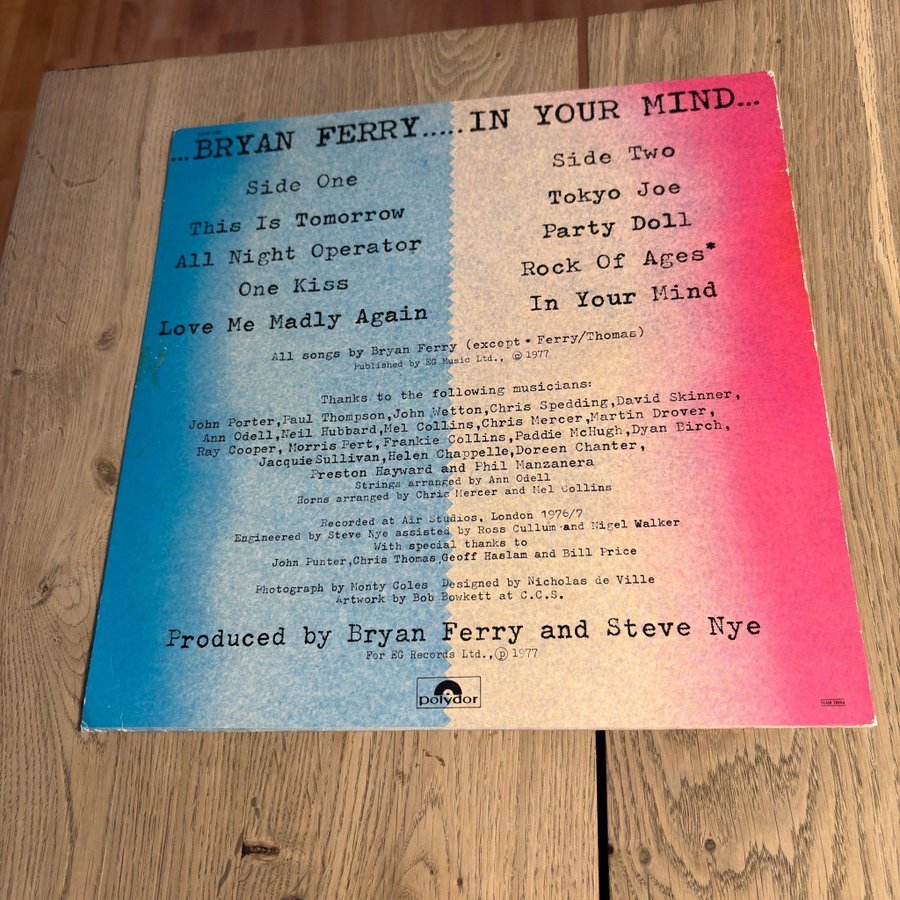 ...BRYAN FERRY.....IN YOUR MIND...
Side One
This Is Tomorrow
All Night Operator
One Kiss
Love Me Madly Again
Side Two
Tokyo Joe
Party Doll
Rock Of Ages*
In Your Mind
All songs by Bryan Ferry (except * Ferry/Thomas)
Published by EG Music Ltd., © 1977
Thanks to the following musicians:
John Porter,Paul Thompson,John Wetton,Chris Spedding,David Skinner,
Ann Odell,Neil Hubbard,Mel Collins,Chris Mercer,Martin Drover,
Ray Cooper, Morris Pert, Frankie Collins,Paddie McHugh,Dyan Birch,
Jacquie Sullivan,Helen Chappelle,Doreen Chanter,
Preston Hayward and Phil Manzanera
Strings arranged by Ann Odell
Horns arranged by Chris Mercer and Mel Collins
Recorded at Air Studios, London 1976/7
Engineered by Steve Nye assisted by Ross Cullum and Nigel Walker
With special thanks to
John Punter,Chris Thomas,Geoff Haslam and Bill Price
Photograph by Monty Coles Designed by Nicholas de Ville
Artwork by Bob Bowkett at C.C.S.
Produced by Bryan Ferry and Steve Nye
For EG Records Ltd.,℗ 1977
polydor